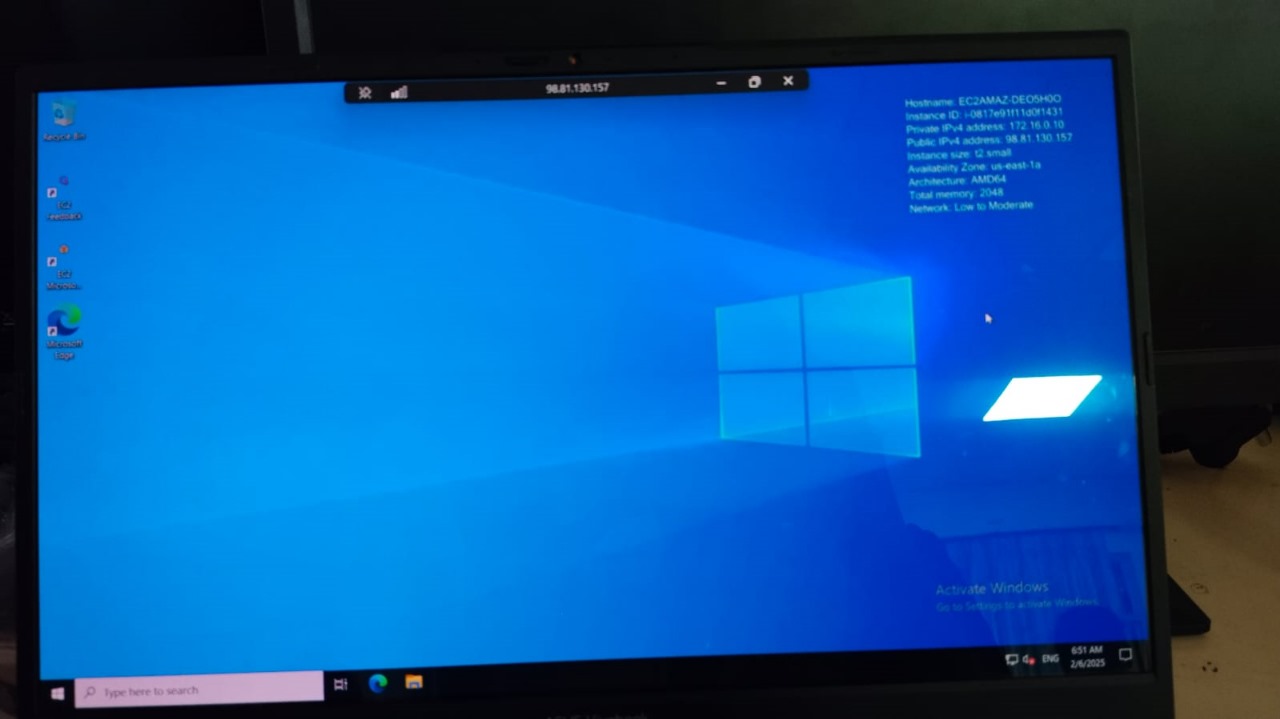 98.81.130.157
Hostname: EC2AMAZ-DEO5H0O
Instance ID: i-0817e91f11d0f1431
Private IPv4 address: 172.16.0.10
Public IPv4 address: 98.81.130.157
Instance size: t2.small
Availability Zone: us-east-1a
Architecture: AMD64
Total memory: 2048
Network: Low to Moderate
Recycle Bin
EC2
Feedback
EC2
Microso...
Microsoft
Edge
Activate Windows
Go to Settings to activate Windows.
Type here to search
ENG
6:51 AM
2/6/2025